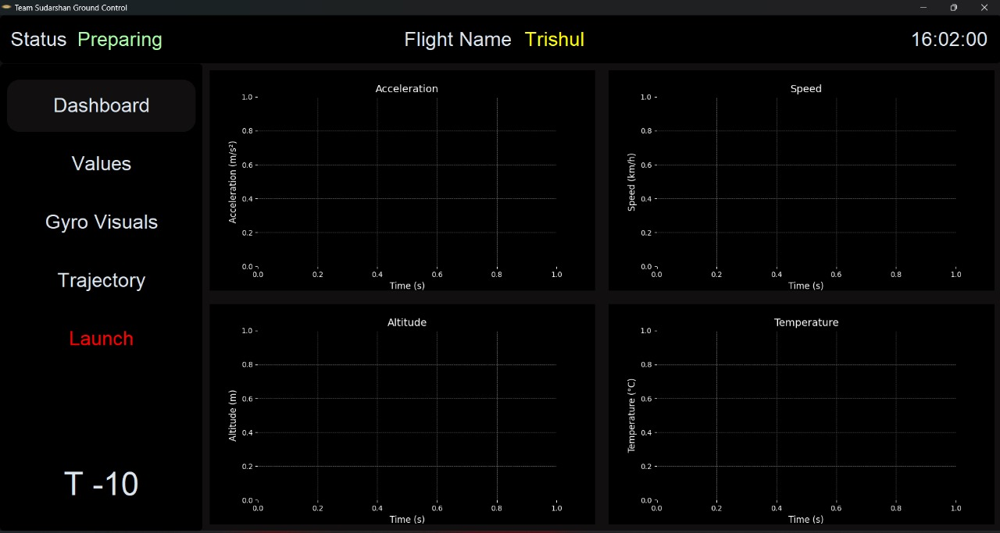 Team Sudarshan Ground Control
Status Preparing
Flight Name Trishul
16:02:00
Dashboard
Values
Gyro Visuals
Trajectory
Launch
T -10
Acceleration
Acceleration (m/s²)
1.0
0.8
0.6
0.4
0.2
0.0
0.0 0.2 0.4 0.6 0.8 1.0
Time (s)
Speed
Speed (km/h)
1.0
0.8
0.6
0.4
0.2
0.0
0.0 0.2 0.4 0.6 0.8 1.0
Time (s)
Altitude
Altitude (m)
1.0
0.8
0.6
0.4
0.2
0.0
0.0 0.2 0.4 0.6 0.8 1.0
Time (s)
Temperature
Temperature (°C)
1.0
0.8
0.6
0.4
0.2
0.0
0.0 0.2 0.4 0.6 0.8 1.0
Time (s)